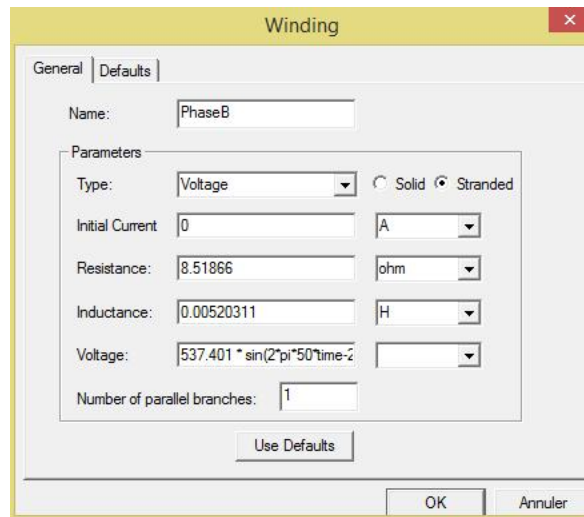 Winding
×
General Defaults
Name: PhaseB
Parameters
Type: Voltage Solid Stranded
Initial Current 0 A
Resistance: 8.51866 ohm
Inductance: 0.00520311 H
Voltage: 537.401 * sin(2*pi*50*time-2
Number of parallel branches: 1
Use Defaults
OK Annuler